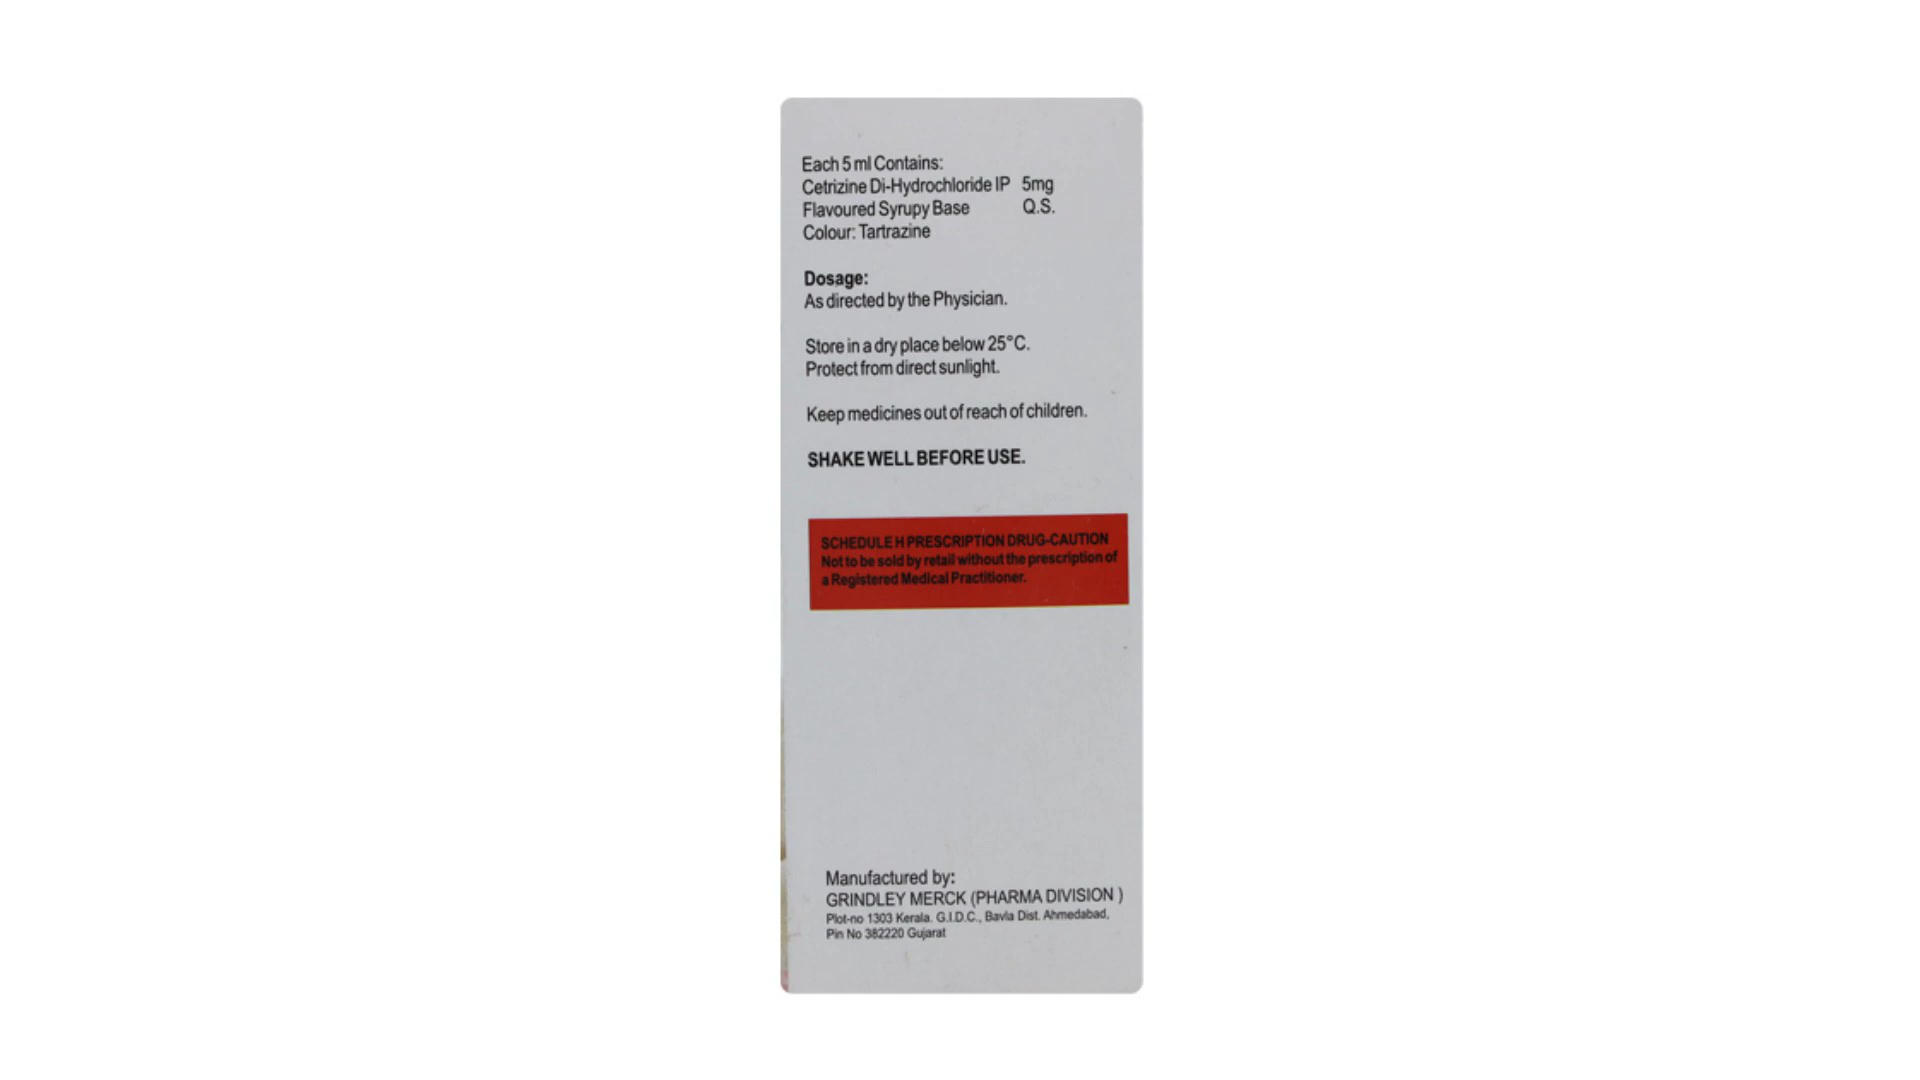 Each 5 ml Contains:
Cetrizine Di-Hydrochloride IP 5mg
Flavoured Syrupy Base Q.S.
Colour: Tartrazine
Dosage:
As directed by the Physician.
Store in a dry place below 25°C.
Protect from direct sunlight.
Keep medicines out of reach of children.
SHAKE WELL BEFORE USE.
SCHEDULE H PRESCRIPTION DRUG-CAUTION
Not to be sold by retail without the prescription of
a Registered Medical Practitioner.
Manufactured by:
GRINDLEY MERCK (PHARMA DIVISION )
Plot-no 1303 Kerala. G.I.D.C., Bavla Dist. Ahmedabad,
Pin No 382220 Gujarat